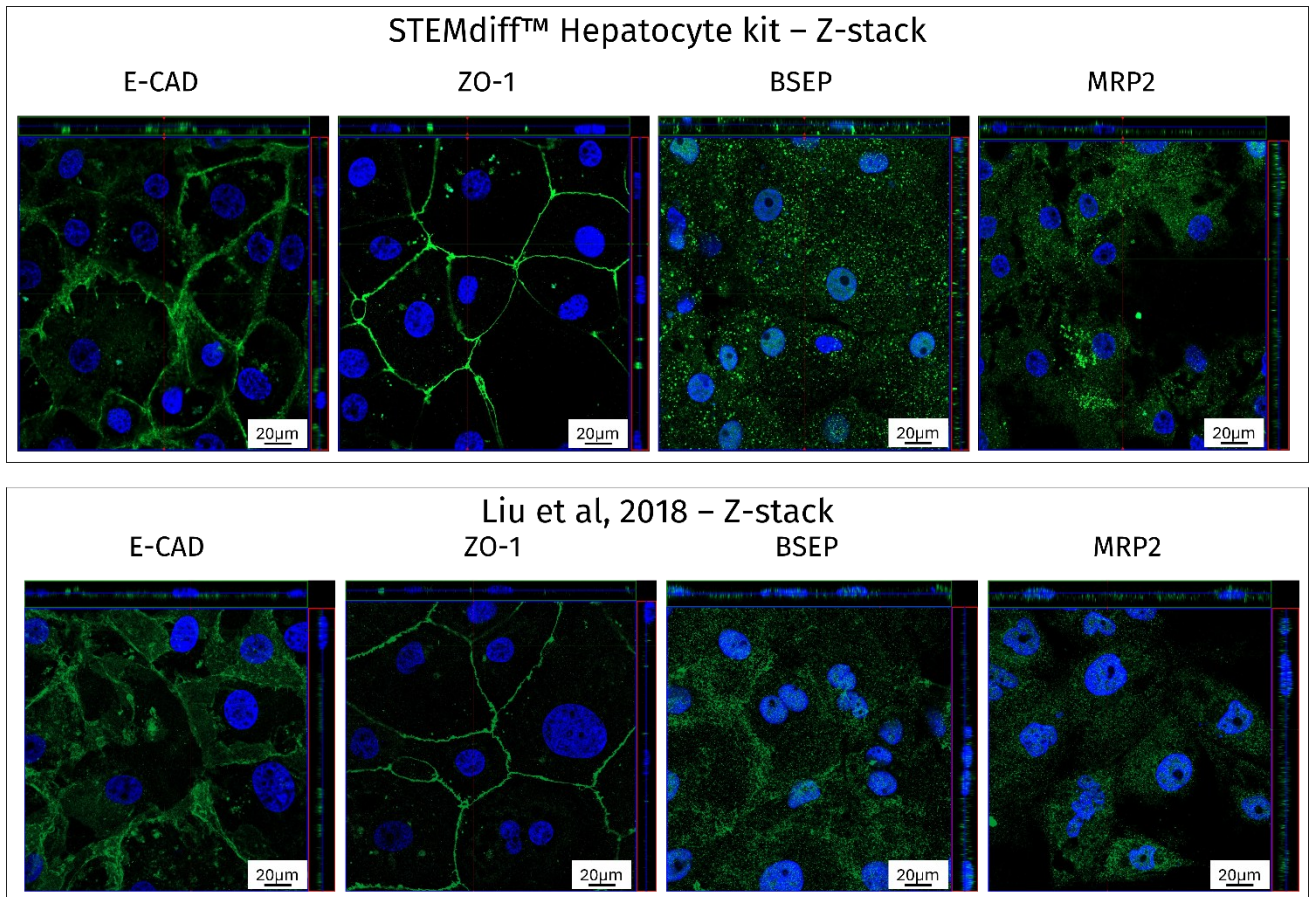 STEMdiff™ Hepatocyte kit – Z-stack
E-CAD ZO-1 BSEP MRP2
20µm 20µm 20µm 20µm
Liu et al, 2018 – Z-stack
E-CAD ZO-1 BSEP MRP2
20µm 20µm 20µm 20µm